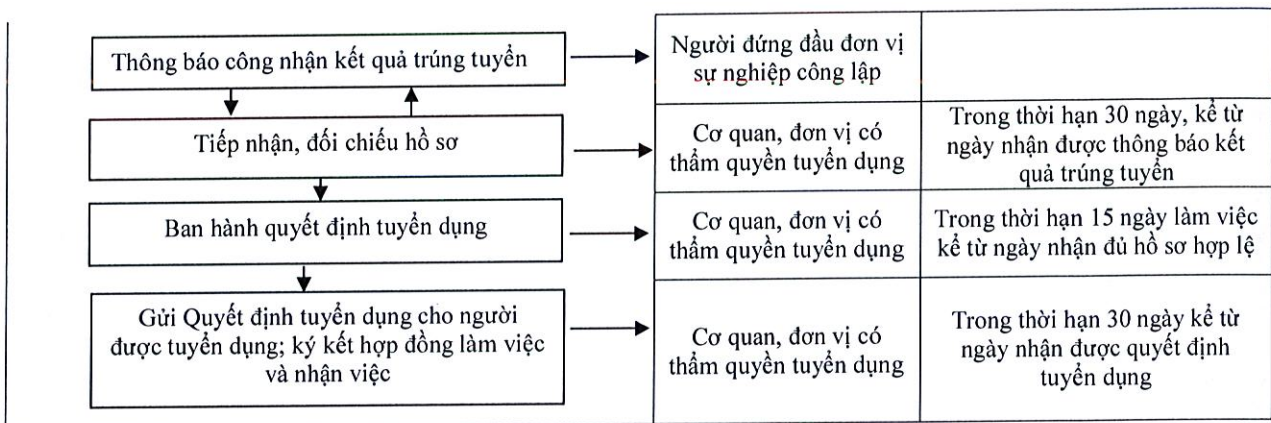 Thông báo công nhận kết quả trúng tuyển
Người đứng đầu đơn vị
sự nghiệp công lập
Tiếp nhận, đối chiếu hồ sơ
Cơ quan, đơn vị có
thẩm quyền tuyển dụng
Trong thời hạn 30 ngày, kể từ
ngày nhận được thông báo kết
quả trúng tuyển
Ban hành quyết định tuyển dụng
Cơ quan, đơn vị có
thẩm quyền tuyển dụng
Trong thời hạn 15 ngày làm việc
kể từ ngày nhận đủ hồ sơ hợp lệ
Gửi Quyết định tuyển dụng cho người
được tuyển dụng; ký kết hợp đồng làm việc
và nhận việc
Cơ quan, đơn vị có
thẩm quyền tuyển dụng
Trong thời hạn 30 ngày kể từ
ngày nhận được quyết định
tuyển dụng